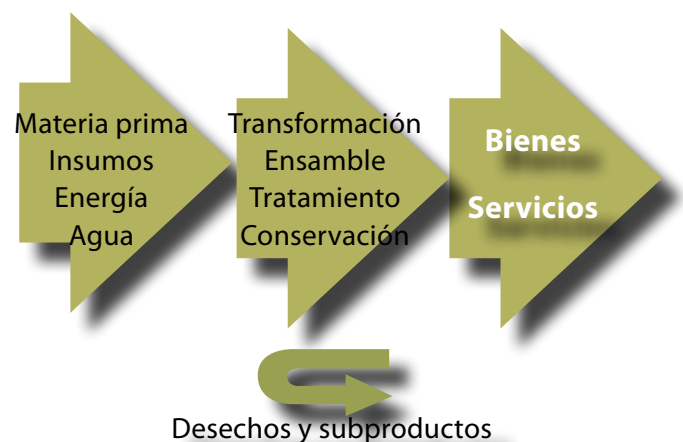 Materia prima
Insumos
Energía
Agua
Transformación
Ensamble
Tratamiento
Conservación
Bienes
Servicios
Desechos y subproductos